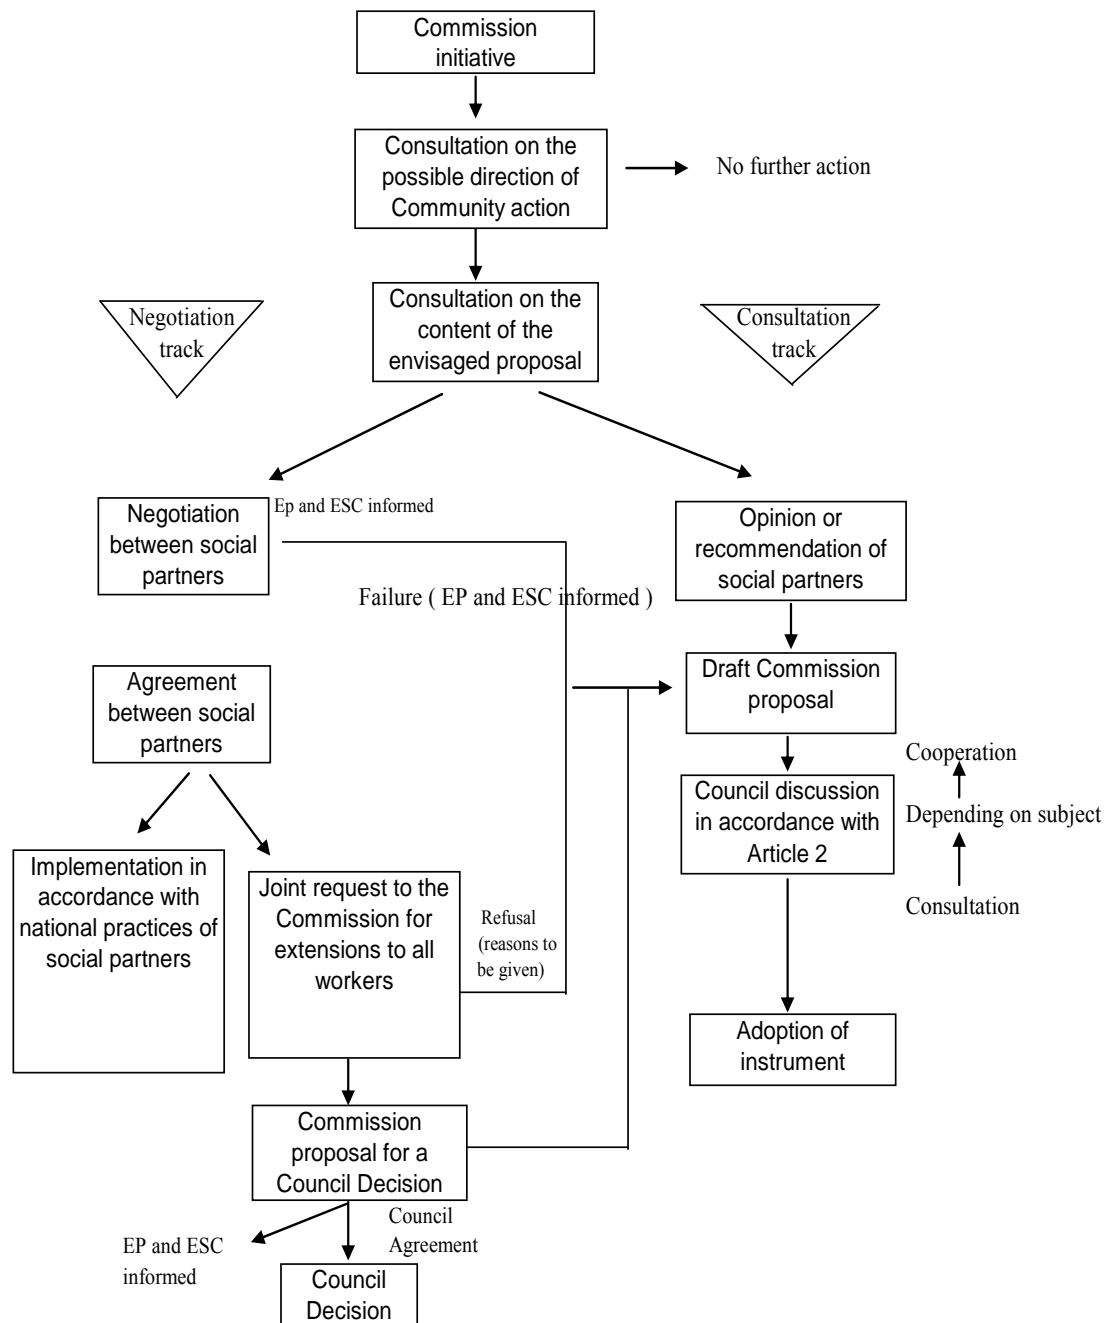 Commission
initiative
Consultation on the
possible direction of
Community action
No further action
Consultation on the
content of the
envisaged proposal
Negotiation
track
Consultation
track
Negotiation
between social
partners
Ep and ESC informed
Opinion or
recommendation of
social partners
Failure ( EP and ESC informed )
Agreement
between social
partners
Draft Commission
proposal
Cooperation
Depending on subject
Consultation
Council discussion
in accordance with
Article 2
Implementation in
accordance with
national practices of
social partners
Joint request to the
Commission for
extensions to all
workers
Refusal
(reasons to
be given)
Adoption of
instrument
Commission
proposal for a
Council Decision
EP and ESC
informed
Council
Agreement
Council
Decision